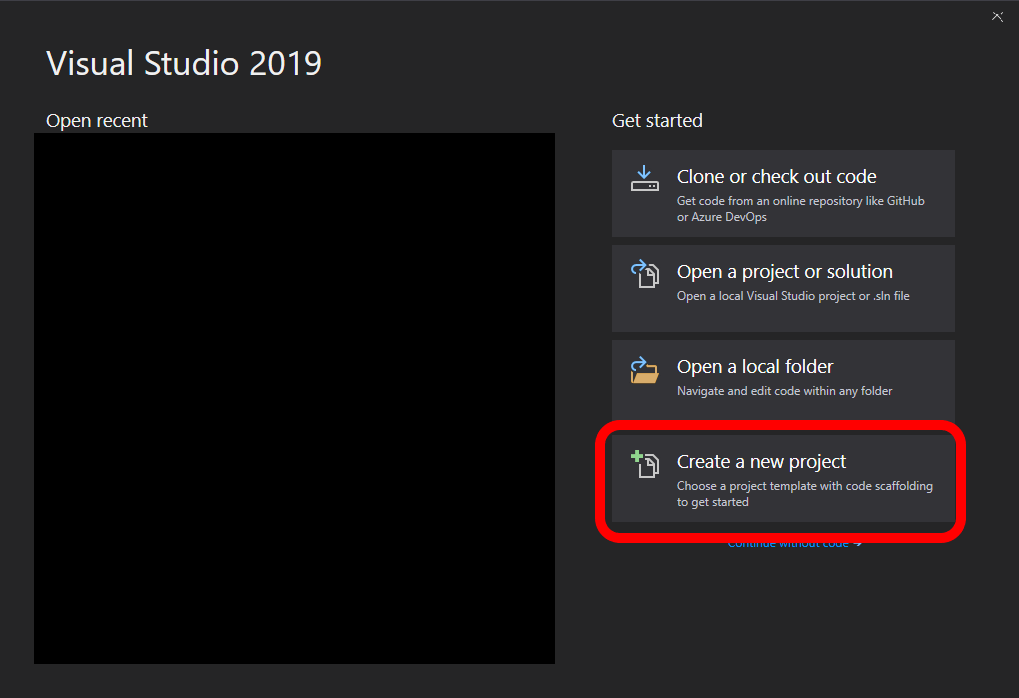 Visual Studio 2019
Open recent
Get started
Clone or check out code
Get code from an online repository like GitHub
or Azure DevOps
Open a project or solution
Open a local Visual Studio project or .sln file
Open a local folder
Navigate and edit code within any folder
Create a new project
Choose a project template with code scaffolding
to get started
Continue without code →